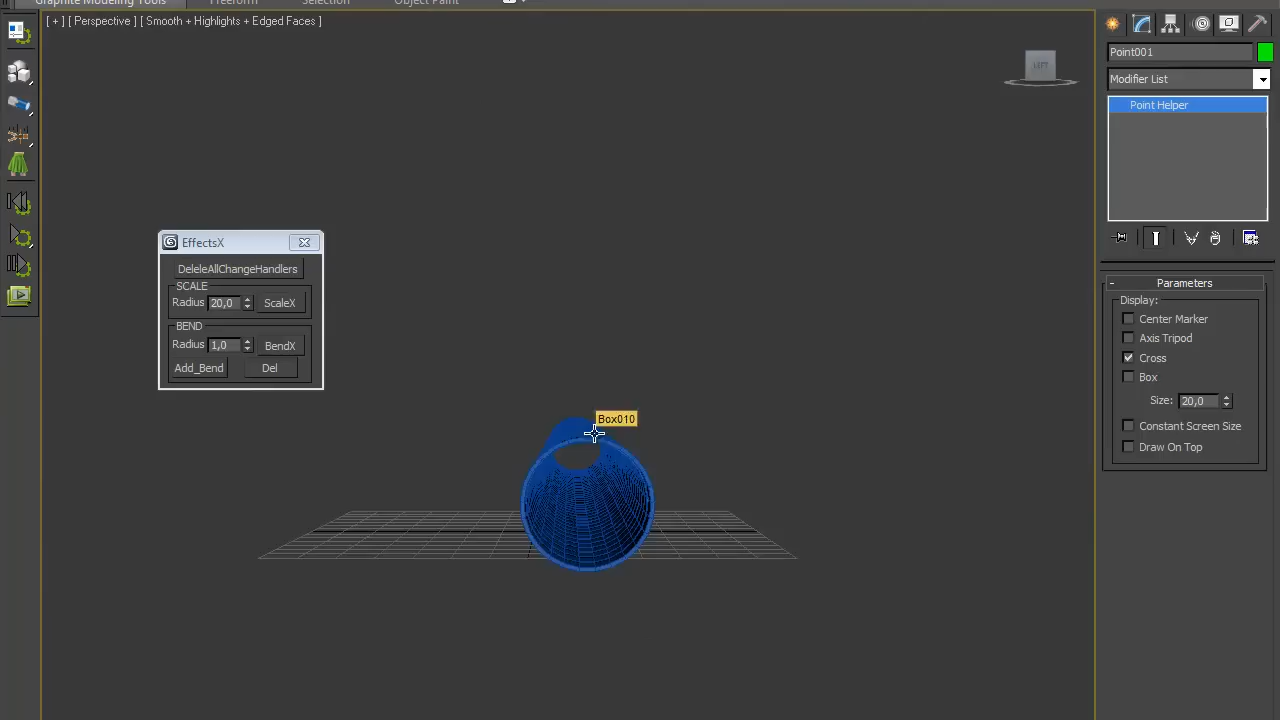 Graphite Modeling Tools
Freeform
Selection
Object Paint
[ + ] [ Perspective ] [ Smooth + Highlights + Edged Faces ]
Point001
Modifier List
Point Helper
EffectsX
DeleleAllChangeHandlers
SCALE
Radius 20,0 ScaleX
BEND
Radius 1,0 BendX
Add_Bend Del
Box010
- Parameters
Display:
Center Marker
Axis Tripod
Cross
Box
Size: 20,0
Constant Screen Size
Draw On Top